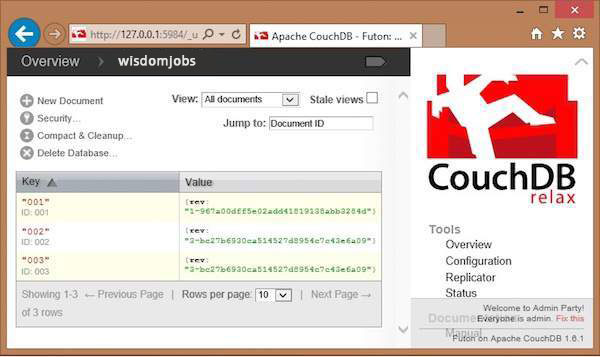 http://127.0.0.1:5984/_u
Apache CouchDB - Futon: ...
Overview
wisdomjobs
New Document
Security...
Compact & Cleanup...
Delete Database...
View: All documents
Stale views
Jump to: Document ID
Key
Value
"001"
ID: 001
{rev:
"1-967a00dff5e02add41819138abb3284d"}
"002"
ID: 002
{rev:
"3-bc27b6930ca514527d8954c7c43e6a09"}
"003"
ID: 003
{rev:
"3-bc27b6930ca514527d8954c7c43e6a09"}
Showing 1-3 ← Previous Page | Rows per page: 10 | Next Page →
of 3 rows
CouchDB
relax
Tools
Overview
Configuration
Replicator
Status
Welcome to Admin Party!
Everyone is admin. Fix this
Manual
Futon on Apache CouchDB 1.6.1